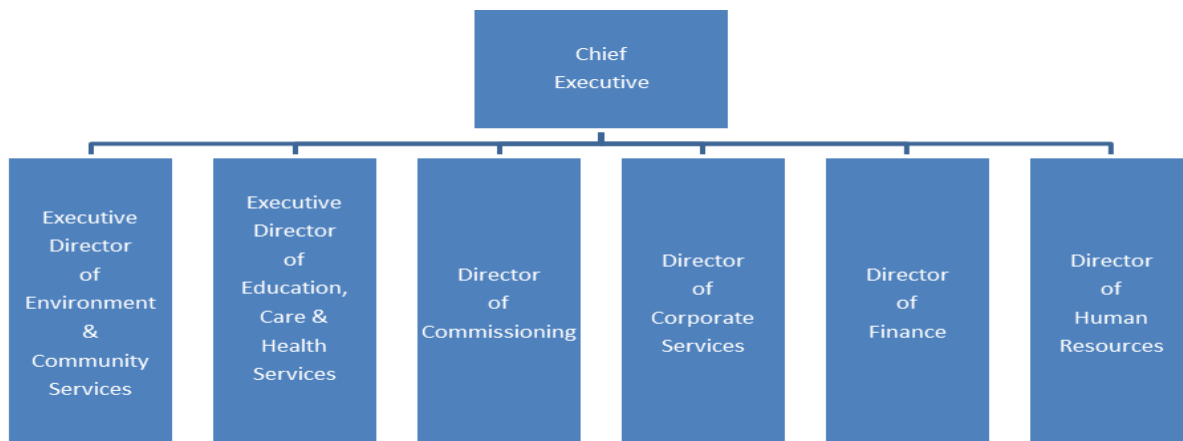 Chief
Executive
Executive
Director
of
Environment
&
Community
Services
Executive
Director
of
Education,
Care &
Health
Services
Director
of
Commissioning
Director
of
Corporate
Services
Director
of
Finance
Director
of
Human
Resources